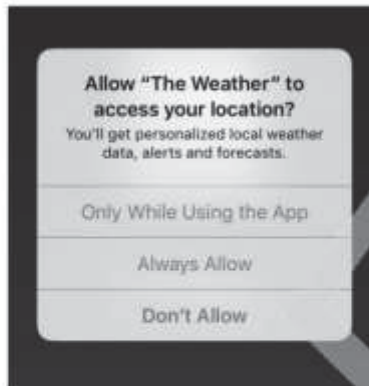 Allow “The Weather” to
access your location?
You'll get personalized local weather
data, alerts and forecasts.
Only While Using the App
Always Allow
Don't Allow